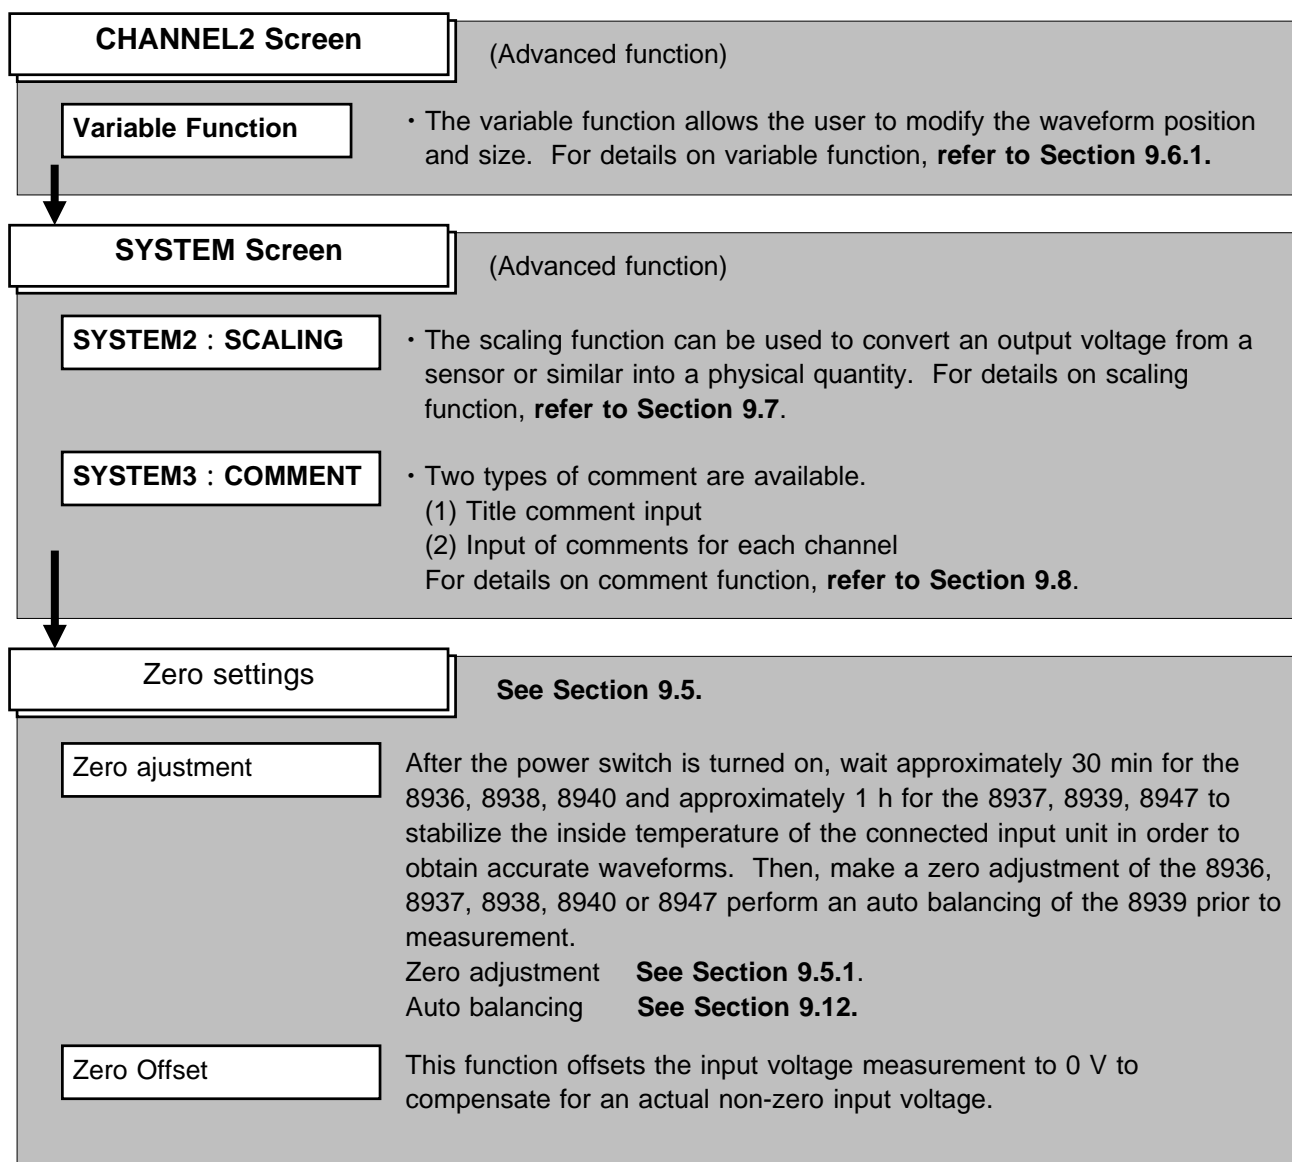 CHANNEL2 Screen
(Advanced function)
Variable Function
・The variable function allows the user to modify the waveform position
and size. For details on variable function, refer to Section 9.6.1.
SYSTEM Screen
(Advanced function)
SYSTEM2 : SCALING
・The scaling function can be used to convert an output voltage from a
sensor or similar into a physical quantity. For details on scaling
function, refer to Section 9.7.
SYSTEM3 : COMMENT
・Two types of comment are available.
(1) Title comment input
(2) Input of comments for each channel
For details on comment function, refer to Section 9.8.
Zero settings
See Section 9.5.
Zero ajustment
After the power switch is turned on, wait approximately 30 min for the
8936, 8938, 8940 and approximately 1 h for the 8937, 8939, 8947 to
stabilize the inside temperature of the connected input unit in order to
obtain accurate waveforms. Then, make a zero adjustment of the 8936,
8937, 8938, 8940 or 8947 perform an auto balancing of the 8939 prior to
measurement.
Zero adjustment See Section 9.5.1.
Auto balancing See Section 9.12.
Zero Offset
This function offsets the input voltage measurement to 0 V to
compensate for an actual non-zero input voltage.